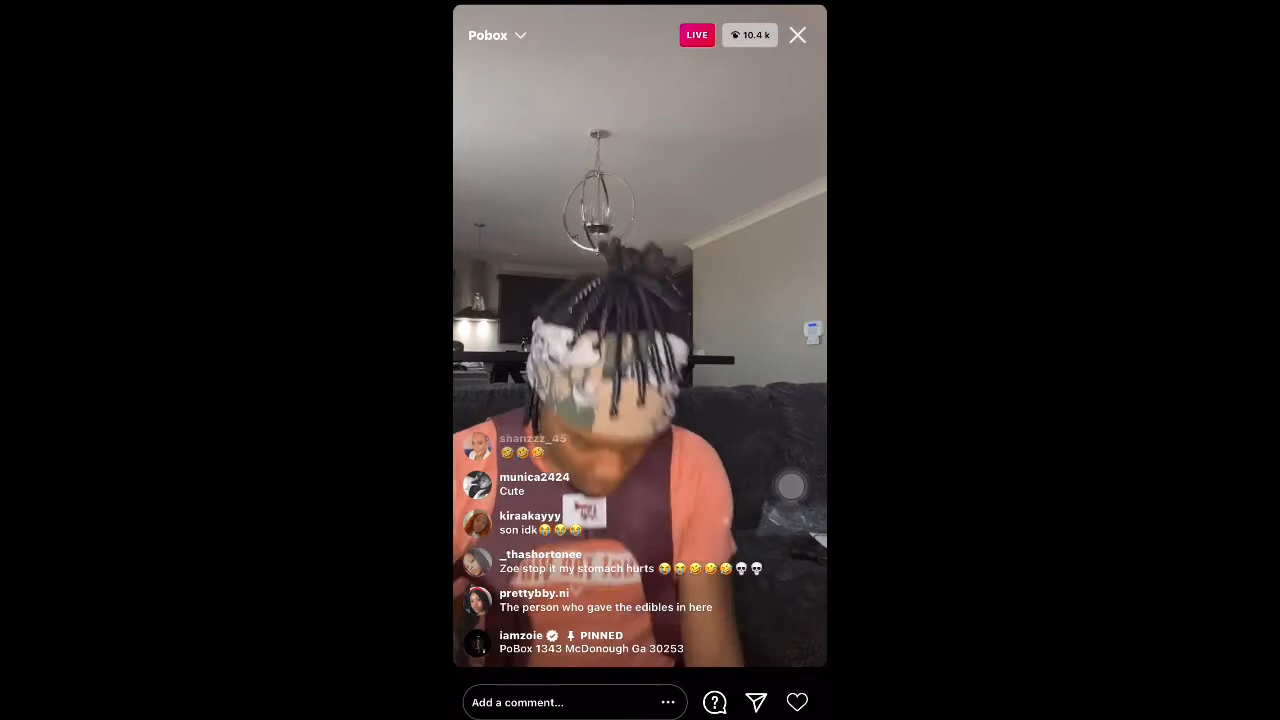 Pobox
LIVE
10.4 k
shanzzz_45
🤣🤣🤣
munica2424
Cute
kiraakayyy
son idk😭😭😭
_thashortonee
Zoe stop it my stomach hurts 😭😭🤣🤣🤣💀💀
prettybby.ni
The person who gave the edibles in here
iamzoie PINNED
PoBox 1343 McDonough Ga 30253
Add a comment...